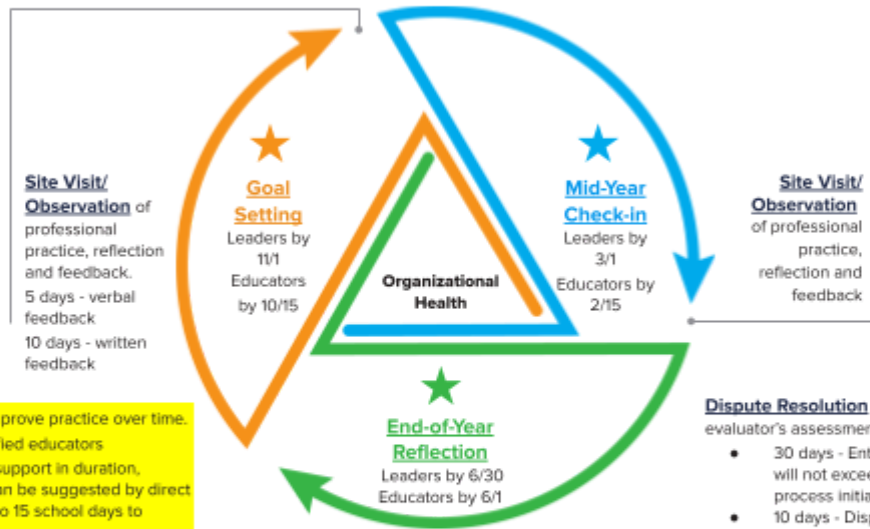 Site Visit/
Observation of
professional
practice, reflection
and feedback.
5 days - verbal
feedback
10 days - written
feedback
Goal
Setting
Leaders by
11/1
Educators
by 10/15
Organizational
Health
Mid-Year
Check-in
Leaders by
3/1
Educators by
2/15
Site Visit/
Observation
of professional
practice,
reflection and
feedback
End-of-Year
Reflection
Leaders by 6/30
Educators by 6/1
prove practice over time.
fied educators
support in duration,
an be suggested by direct
o 15 school days to
Dispute Resolution
evaluator's assessmen
• 30 days - Ent
will not excee
process initia
• 10 days - Disp